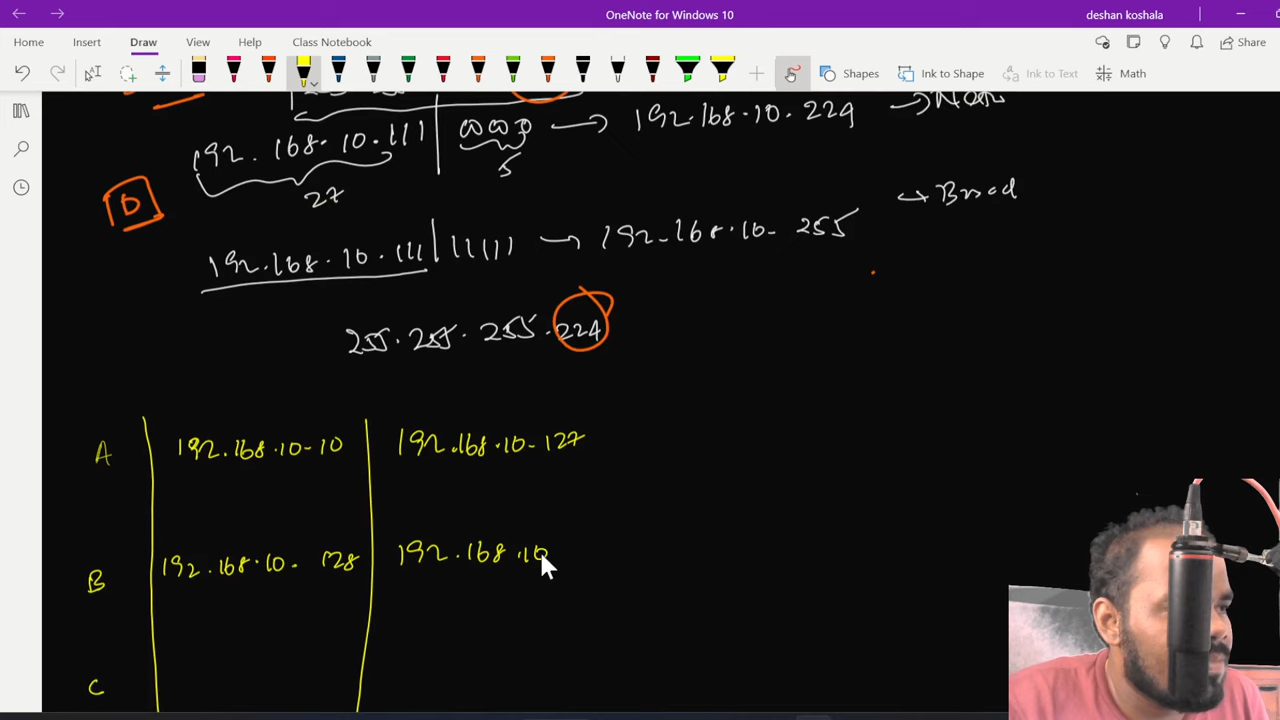 OneNote for Windows 10
deshan koshala
Home Insert Draw View Help Class Notebook
Share
Shapes Ink to Shape Ink to Text Math
192.168.10.111 | 00000 → 192.168.10.224
27
5
D
→ Broad
192.168.10.111 | 11111 → 192.168.10.255
255.255.255.224
A 192.168.10.10 192.168.10.127
B 192.168.10.128 192.168.10
C